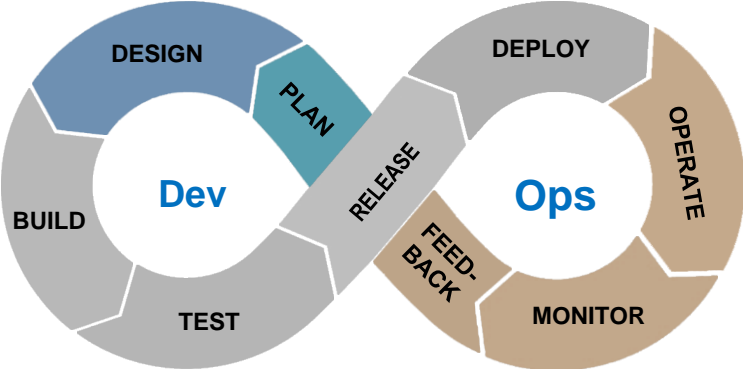 DESIGN
PLAN
DEPLOY
OPERATE
RELEASE
Dev
Ops
BUILD
FEED-
BACK
TEST
MONITOR